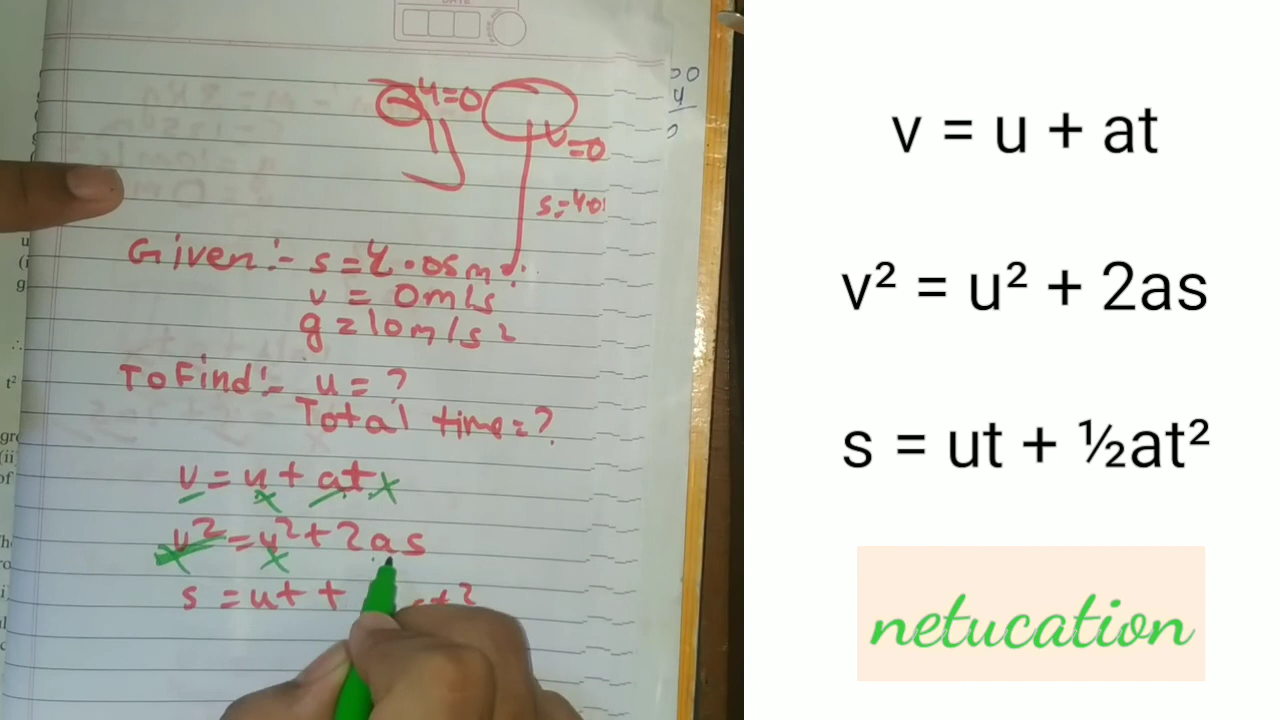 u=0
v=0
s=4.0
Given:- s=4.05m
v = 0m/s
g=10m/s2
To Find:- u=?
Total time=?
v=u+at
v2=u2+2as
s=ut+
t2
v = u + at
v² = u² + 2as
s = ut + ½at²
netucation